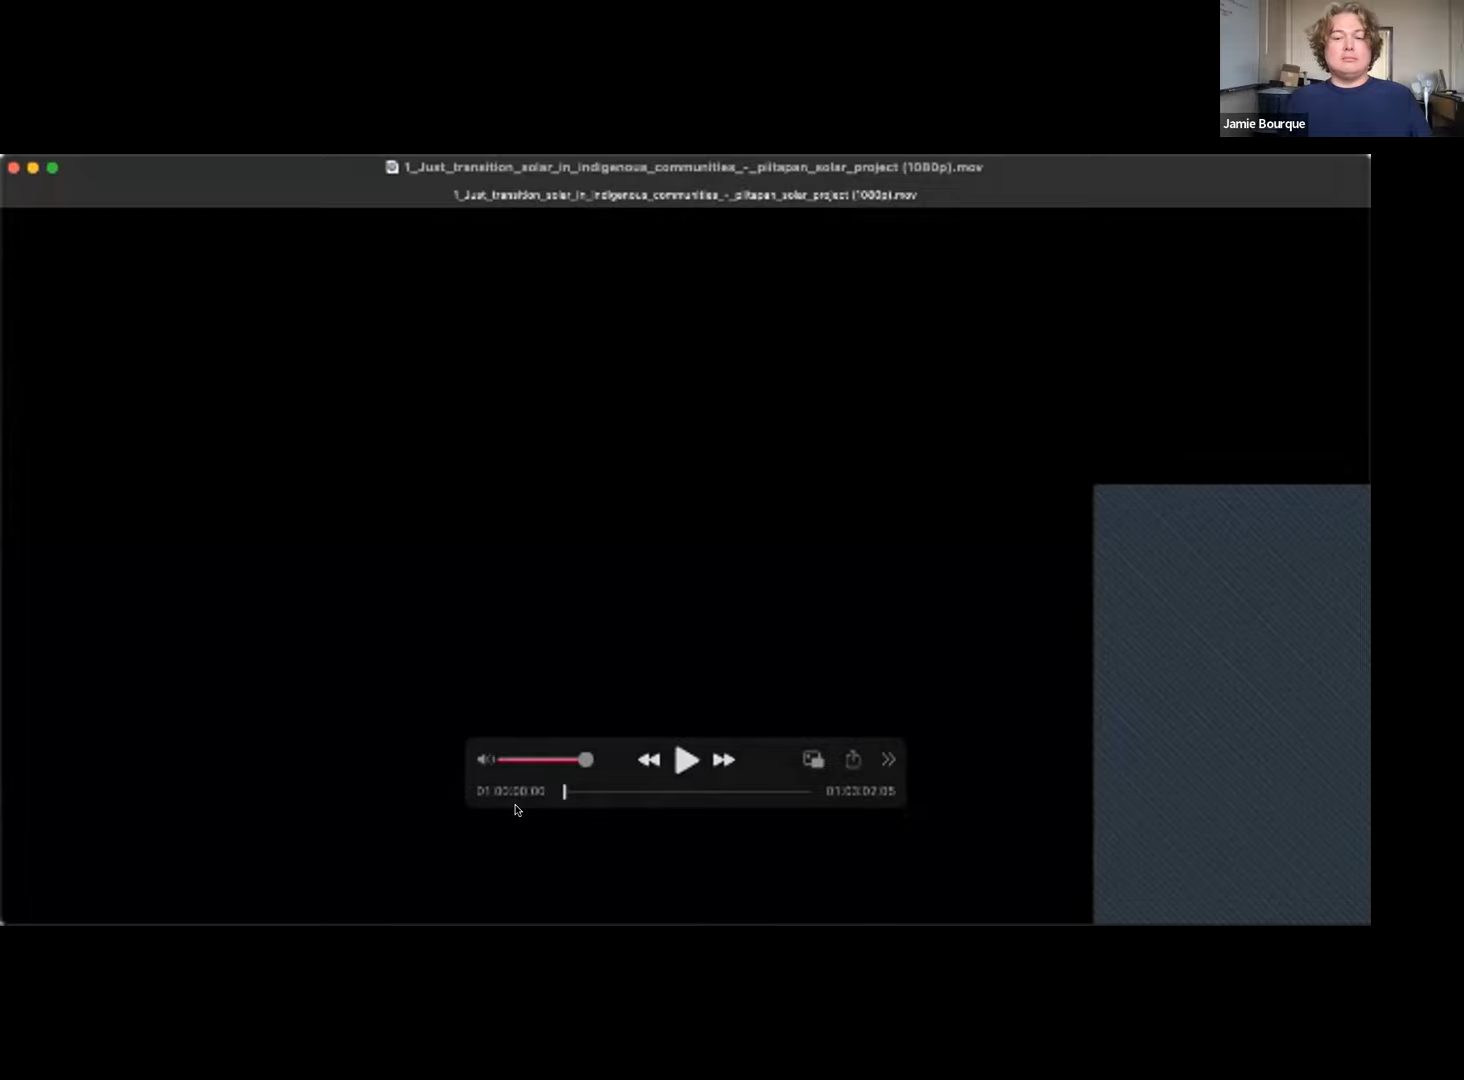 Jamie Bourque
1_Just_transition_solar_in_indigenous_communities_-_piitapan_solar_project (1080p).mov
1_Just_transition_solar_in_indigenous_communities_-_piitapan_solar_project (1080p).mov
01:00:00:00
01:03:02:05